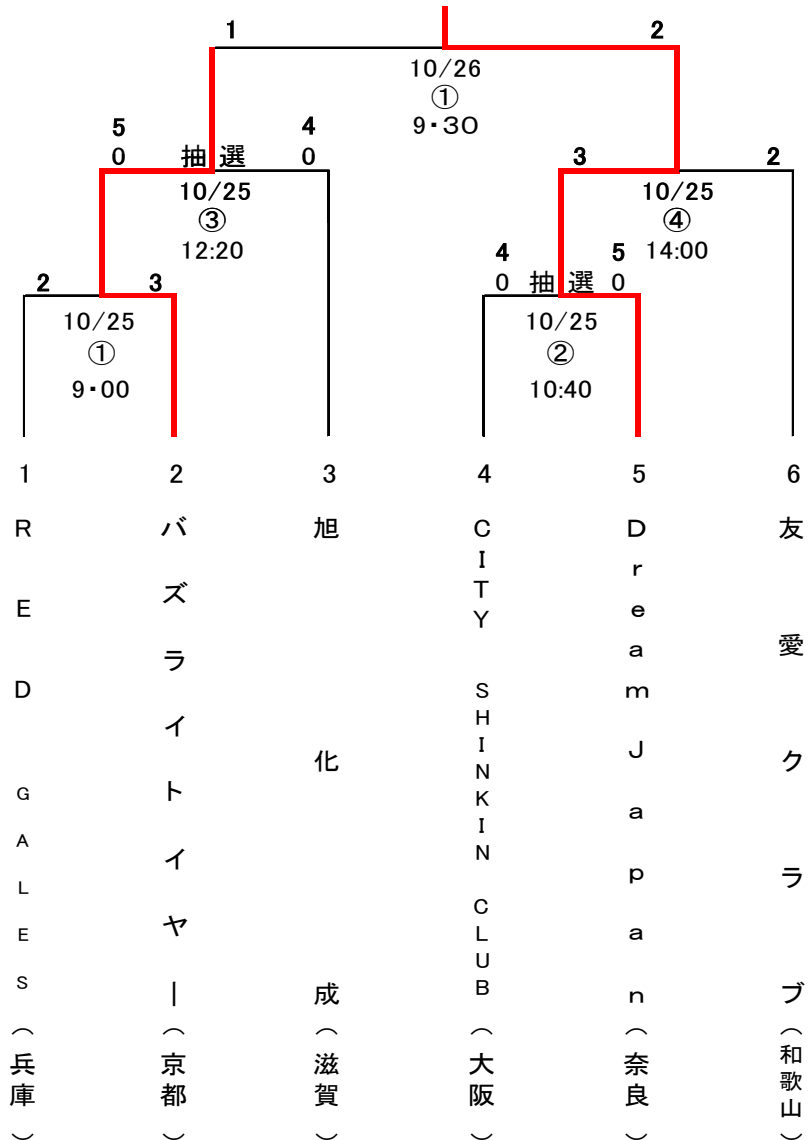 1 2
10/26
①
9・30
5 4
0 抽選 0
3 2
10/25
③
12:20
10/25
④
14:00
4 5
0 抽選 0
2 3
10/25
①
9・00
10/25
②
10:40
1 2 3 4 5 6
RED GALES(兵庫)
バズライトイヤー(京都)
旭化成(滋賀)
CITY SHINKIN CLUB(大阪)
Dream Japan(奈良)
友愛クラブ(和歌山)